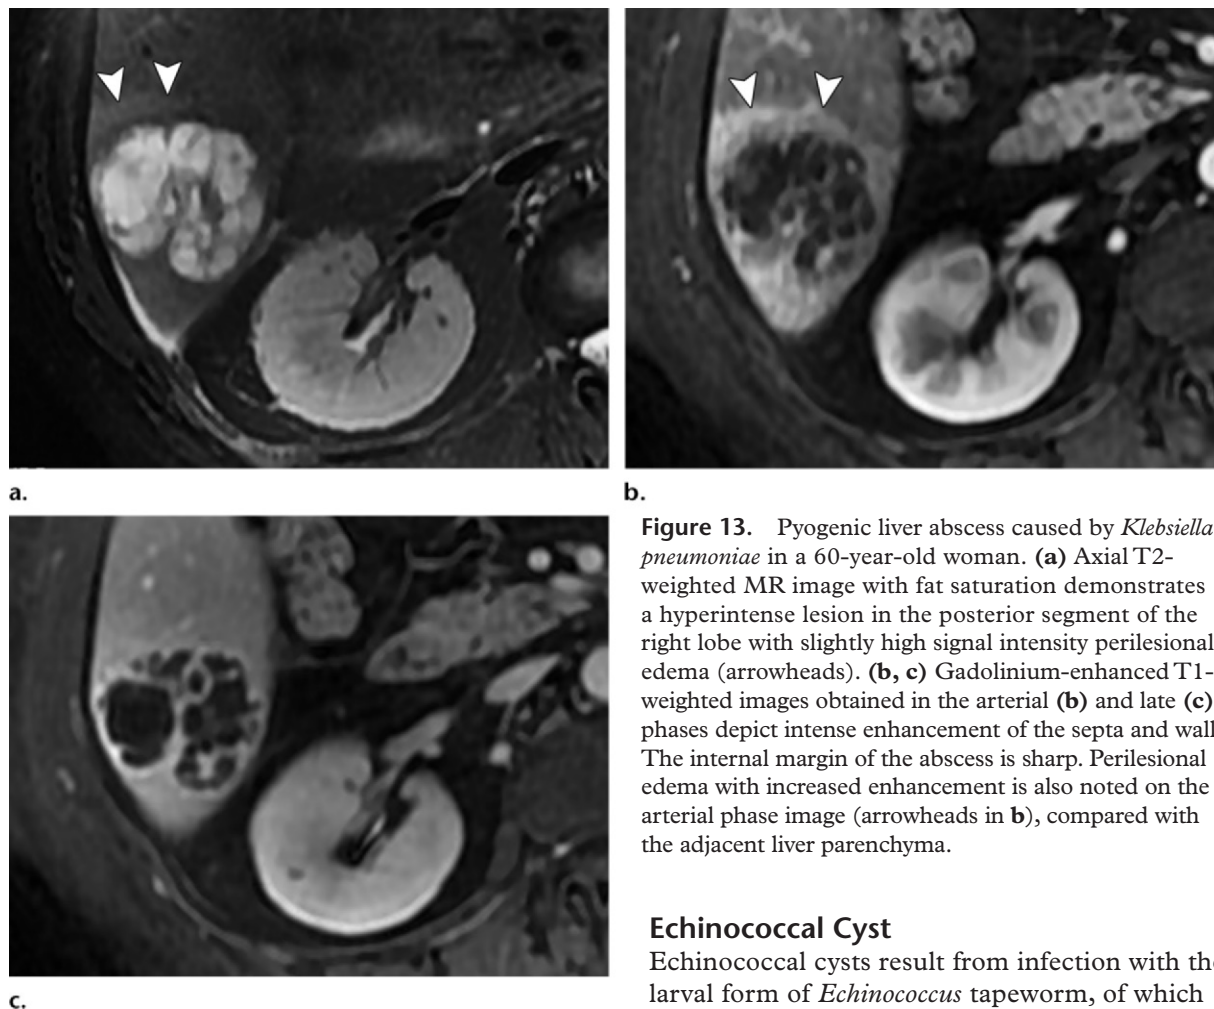 a.
b.
Figure 13. Pyogenic liver abscess caused by Klebsiella
pneumoniae in a 60-year-old woman. (a) Axial T2-
weighted MR image with fat saturation demonstrates
a hyperintense lesion in the posterior segment of the
right lobe with slightly high signal intensity perilesional
edema (arrowheads). (b, c) Gadolinium-enhanced T1-
weighted images obtained in the arterial (b) and late (c)
phases depict intense enhancement of the septa and wall
The internal margin of the abscess is sharp. Perilesional
edema with increased enhancement is also noted on the
arterial phase image (arrowheads in b), compared with
the adjacent liver parenchyma.
c.
Echinococcal Cyst
Echinococcal cysts result from infection with the
larval form of Echinococcus tapeworm, of which